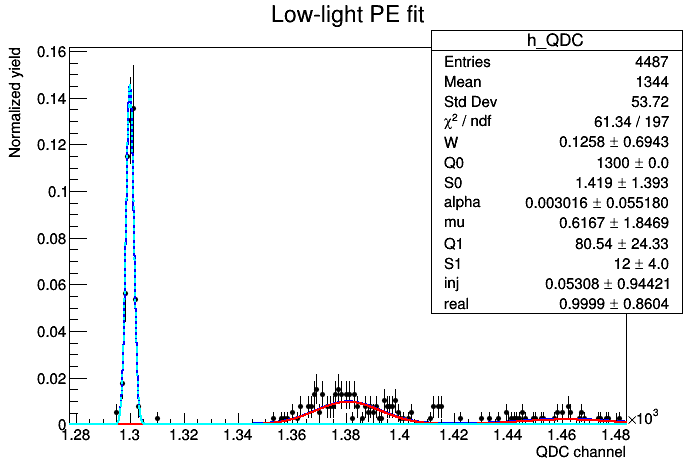 Low-light PE fit
h_QDC
Entries 4487
Mean 1344
Std Dev 53.72
χ² / ndf 61.34 / 197
W 0.1258 ± 0.6943
Q0 1300 ± 0.0
S0 1.419 ± 1.393
alpha 0.003016 ± 0.055180
mu 0.6167 ± 1.8469
Q1 80.54 ± 24.33
S1 12 ± 4.0
inj 0.05308 ± 0.94421
real 0.9999 ± 0.8604
Normalized yield
0.16
0.14
0.12
0.1
0.08
0.06
0.04
0.02
0
1.28 1.3 1.32 1.34 1.36 1.38 1.4 1.42 1.44 1.46 1.48
×10³
QDC channel